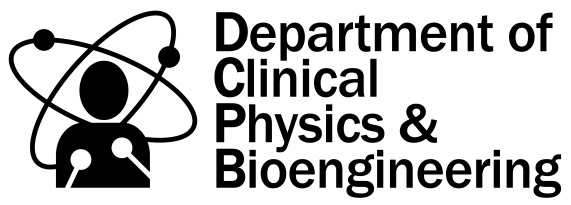 Department of
Clinical
Physics &
Bioengineering